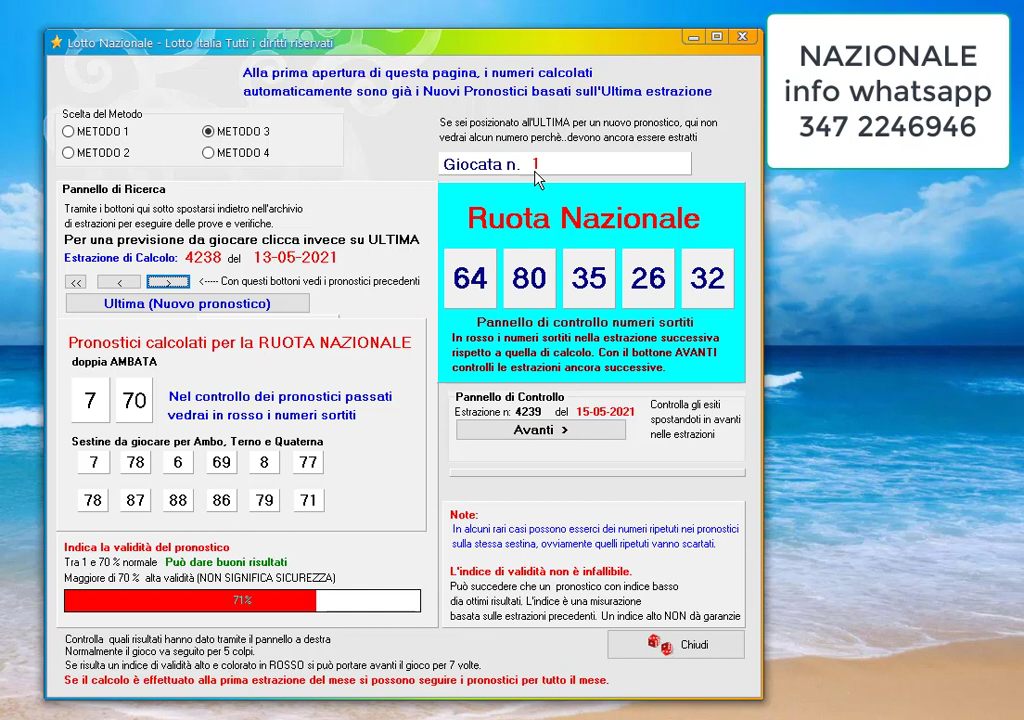 Lotto Nazionale - Lotto Italia Tutti i diritti riservati
NAZIONALE
info whatsapp
347 2246946
Alla prima apertura di questa pagina, i numeri calcolati
automaticamente sono già i Nuovi Pronostici basati sull'Ultima estrazione
Scelta del Metodo
METODO 1
METODO 3
METODO 2
METODO 4
Se sei posizionato all'ULTIMA per un nuovo pronostico, qui non
vedrai alcun numero perchè..devono ancora essere estratti
Giocata n. 1
Pannello di Ricerca
Tramite i bottoni qui sotto spostarsi indietro nell'archivio
di estrazioni per eseguire delle prove e verifiche.
Per una previsione da giocare clicca invece su ULTIMA
Estrazione di Calcolo: 4238 del 13-05-2021
<< < > <---- Con questi bottoni vedi i pronostici precedenti
Ultima (Nuovo pronostico)
Ruota Nazionale
64 80 35 26 32
Pannello di controllo numeri sortiti
In rosso i numeri sortiti nella estrazione successiva
rispetto a quella di calcolo. Con il bottone AVANTI
controlli le estrazioni ancora successive.
Pronostici calcolati per la RUOTA NAZIONALE
doppia AMBATA
7 70
Nel controllo dei pronostici passati
vedrai in rosso i numeri sortiti
Sestine da giocare per Ambo, Terno e Quaterna
7 78 6 69 8 77
78 87 88 86 79 71
Pannello di Controllo
Estrazione n: 4239 del 15-05-2021
Avanti >
Controlla gli esiti
spostandoti in avanti
nelle estrazioni
Indica la validità del pronostico
Tra 1 e 70 % normale Può dare buoni risultati
Maggiore di 70 % alta validità (NON SIGNIFICA SICUREZZA)
71%
Note:
In alcuni rari casi possono esserci dei numeri ripetuti nei pronostici
sulla stessa sestina, ovviamente quelli ripetuti vanno scartati.
L'indice di validità non è infallibile.
Può succedere che un pronostico con indice basso
dia ottimi risultati. L'indice è una misurazione
basata sulle estrazioni precedenti. Un indice alto NON dà garanzie
Controlla quali risultati hanno dato tramite il pannello a destra
Normalmente il gioco va seguito per 5 colpi.
Se risulta un indice di validità alto e colorato in ROSSO si può portare avanti il gioco per 7 volte.
Se il calcolo è effettuato alla prima estrazione del mese si possono seguire i pronostici per tutto il mese.
Chiudi